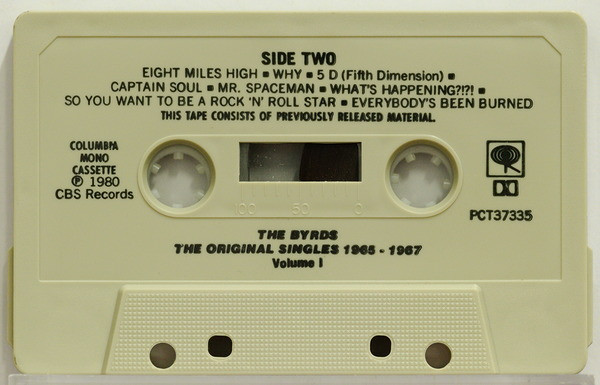 SIDE TWO
EIGHT MILES HIGH ■ WHY ■ 5 D (Fifth Dimension) ■
CAPTAIN SOUL ■ MR. SPACEMAN ■ WHAT'S HAPPENING?!?! ■
SO YOU WANT TO BE A ROCK 'N' ROLL STAR ■ EVERYBODY'S BEEN BURNED
THIS TAPE CONSISTS OF PREVIOUSLY RELEASED MATERIAL.
COLUMBIA
MONO
CASSETTE
℗ 1980
CBS Records
PCT37335
100 50 0
THE BYRDS
THE ORIGINAL SINGLES 1965 - 1967
Volume I